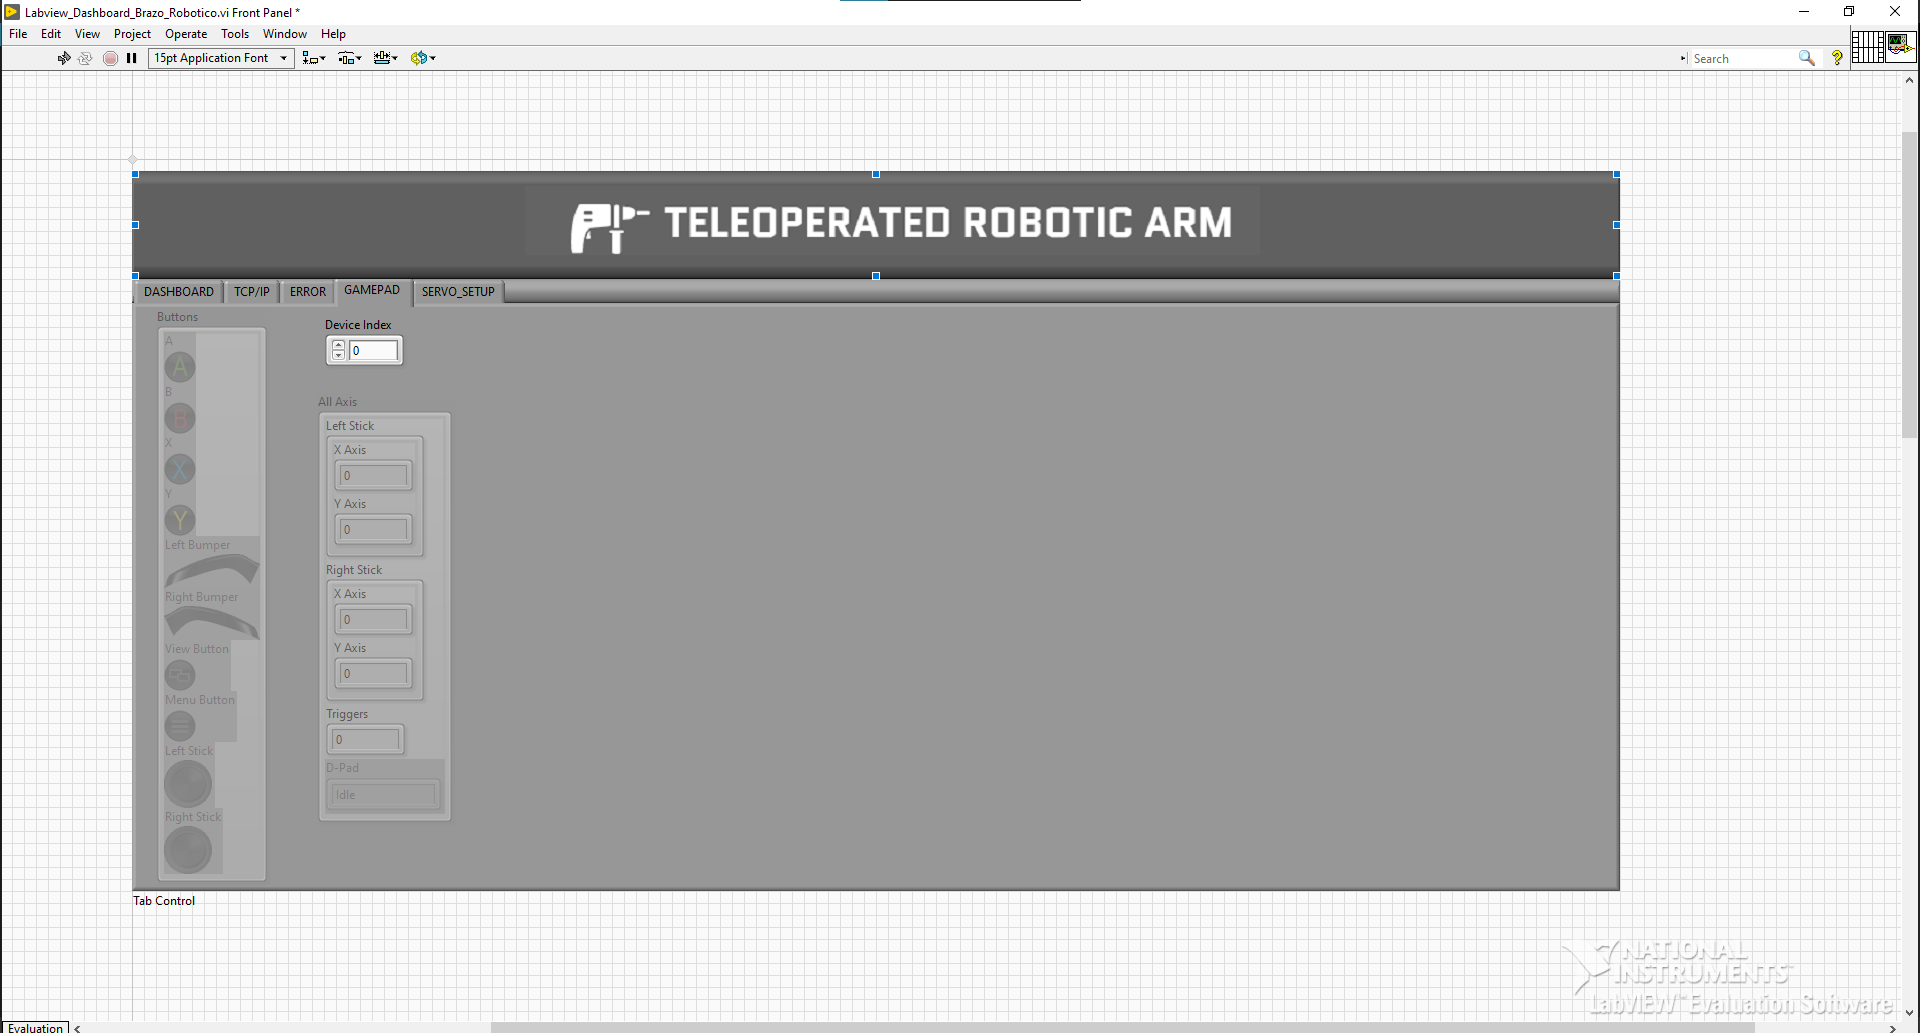 Labview_Dashboard_Brazo_Robotico.vi Front Panel *
File Edit View Project Operate Tools Window Help
15pt Application Font
Search
?
TELEOPERATED ROBOTIC ARM
DASHBOARD TCP/IP ERROR GAMEPAD SERVO_SETUP
Buttons
A
A
B
B
X
X
Y
Y
Left Bumper
Right Bumper
View Button
Menu Button
Left Stick
Right Stick
Device Index
0
All Axis
Left Stick
X Axis
0
Y Axis
0
Right Stick
X Axis
0
Y Axis
0
Triggers
0
D-Pad
Idle
Tab Control
NATIONAL
INSTRUMENTS™
LabVIEW™ Evaluation Software
Evaluation